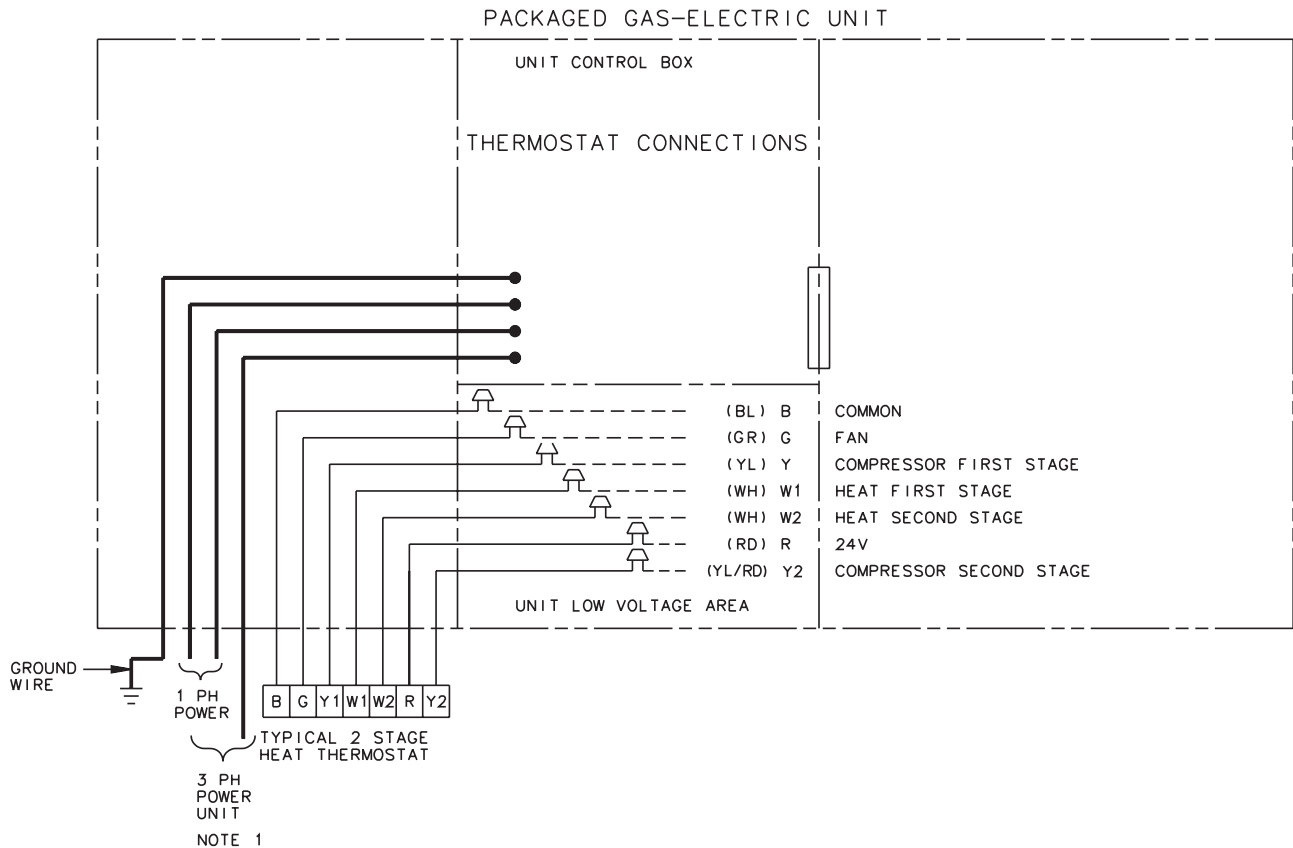 PACKAGED GAS-ELECTRIC UNIT
UNIT CONTROL BOX
THERMOSTAT CONNECTIONS
(BL) B COMMON
(GR) G FAN
(YL) Y COMPRESSOR FIRST STAGE
(WH) W1 HEAT FIRST STAGE
(WH) W2 HEAT SECOND STAGE
(RD) R 24V
(YL/RD) Y2 COMPRESSOR SECOND STAGE
UNIT LOW VOLTAGE AREA
GROUND
WIRE
1 PH
POWER
B G Y1 W1 W2 R Y2
TYPICAL 2 STAGE
HEAT THERMOSTAT
3 PH
POWER
UNIT
NOTE 1